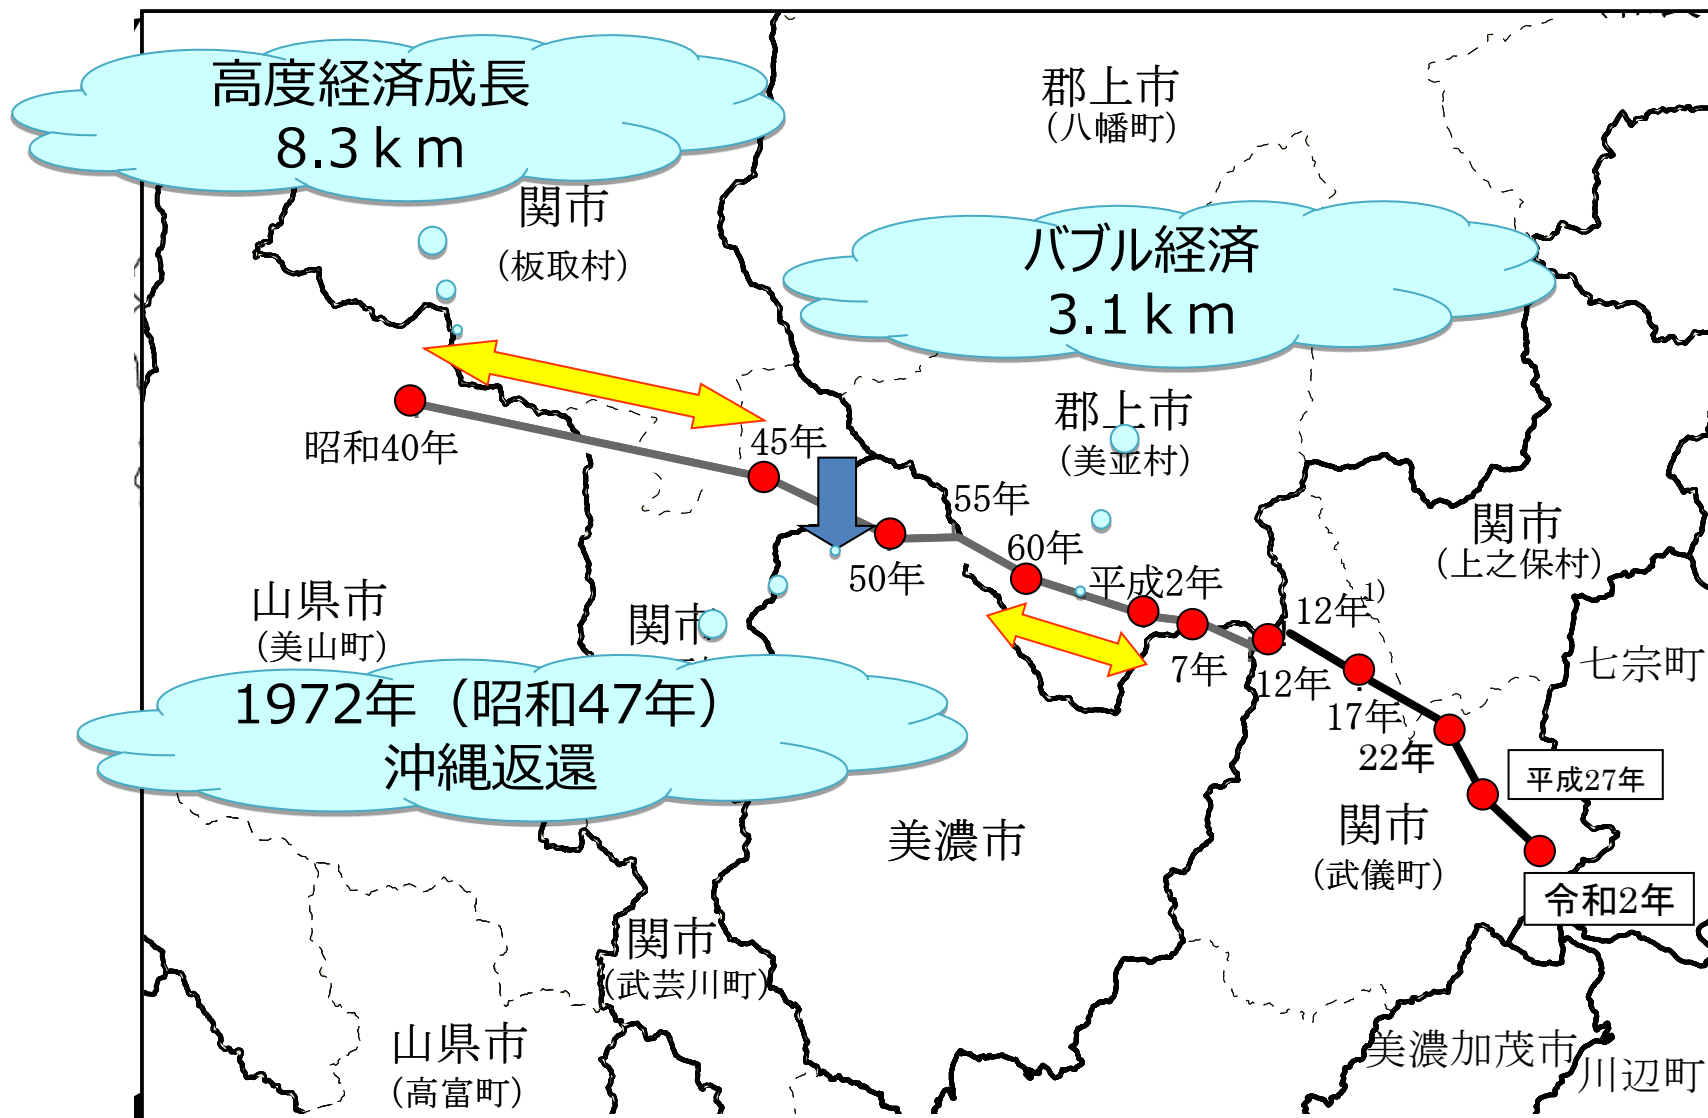 高度経済成長
8.3ｋｍ
郡上市
(八幡町)
関市
(板取村)
バブル経済
3.1ｋｍ
郡上市
(美並村)
昭和40年
45年
50年
55年
60年
平成2年
7年
12年
12年1)
17年
22年
平成27年
令和2年
関市
(上之保村)
七宗町
山県市
(美山町)
関市
1972年（昭和47年）
沖縄返還
美濃市
関市
(武儀町)
関市
(武芸川町)
山県市
(高富町)
美濃加茂市
川辺町